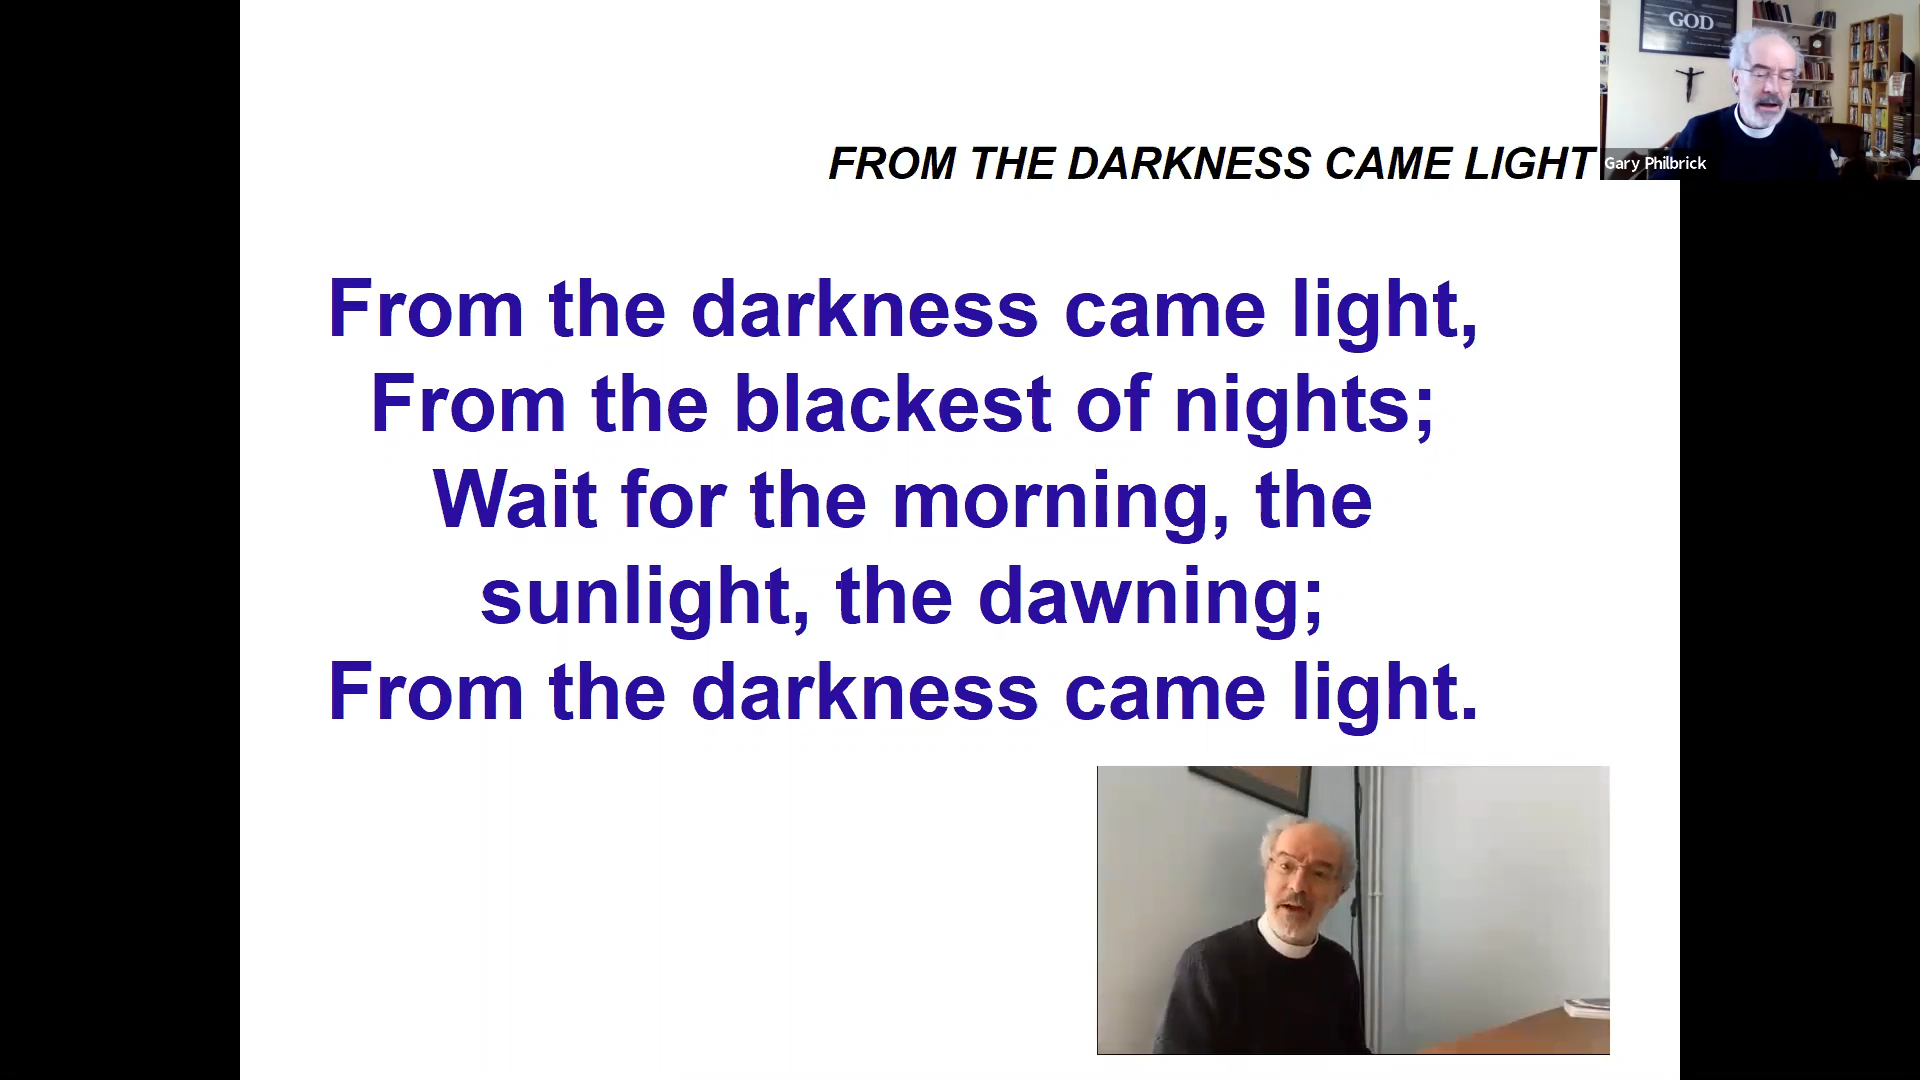 GOD
FROM THE DARKNESS CAME LIGHT
Gary Philbrick
From the darkness came light,
From the blackest of nights;
Wait for the morning, the
sunlight, the dawning;
From the darkness came light.